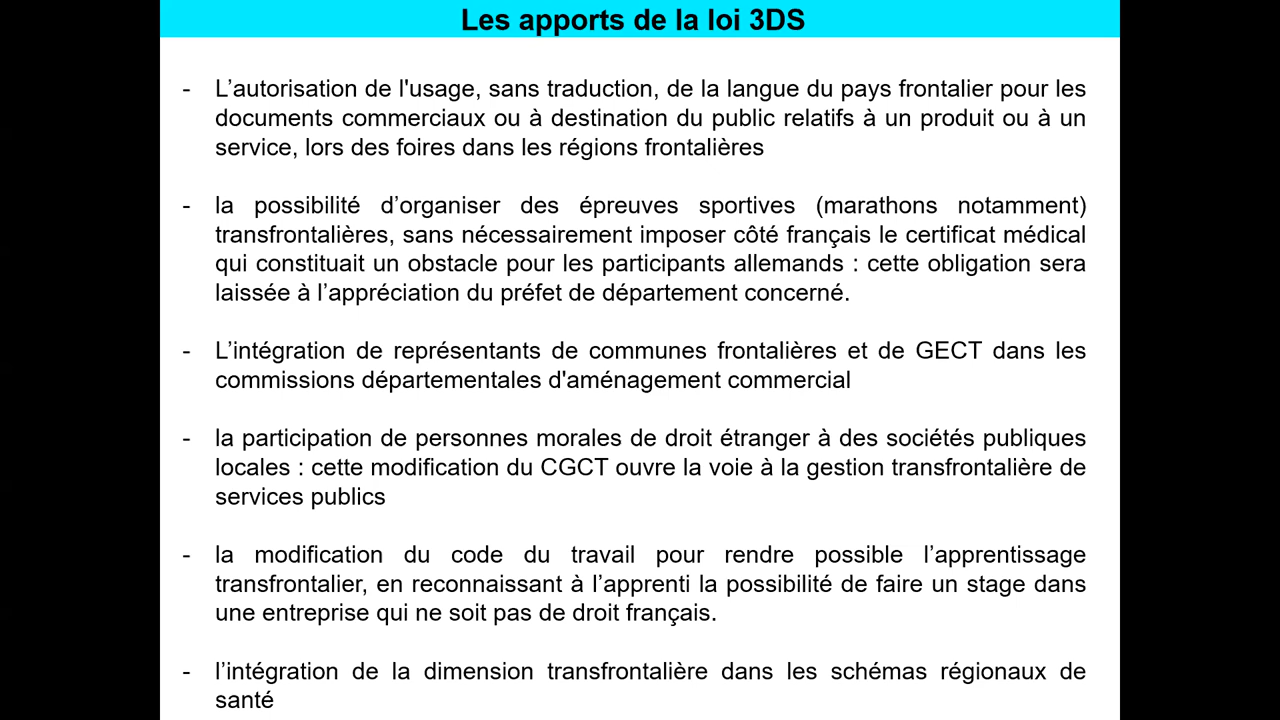 Les apports de la loi 3DS
- L’autorisation de l'usage, sans traduction, de la langue du pays frontalier pour les
documents commerciaux ou à destination du public relatifs à un produit ou à un
service, lors des foires dans les régions frontalières
- la possibilité d’organiser des épreuves sportives (marathons notamment)
transfrontalières, sans nécessairement imposer côté français le certificat médical
qui constituait un obstacle pour les participants allemands : cette obligation sera
laissée à l’appréciation du préfet de département concerné.
- L’intégration de représentants de communes frontalières et de GECT dans les
commissions départementales d'aménagement commercial
- la participation de personnes morales de droit étranger à des sociétés publiques
locales : cette modification du CGCT ouvre la voie à la gestion transfrontalière de
services publics
- la modification du code du travail pour rendre possible l’apprentissage
transfrontalier, en reconnaissant à l’apprenti la possibilité de faire un stage dans
une entreprise qui ne soit pas de droit français.
- l’intégration de la dimension transfrontalière dans les schémas régionaux de
santé